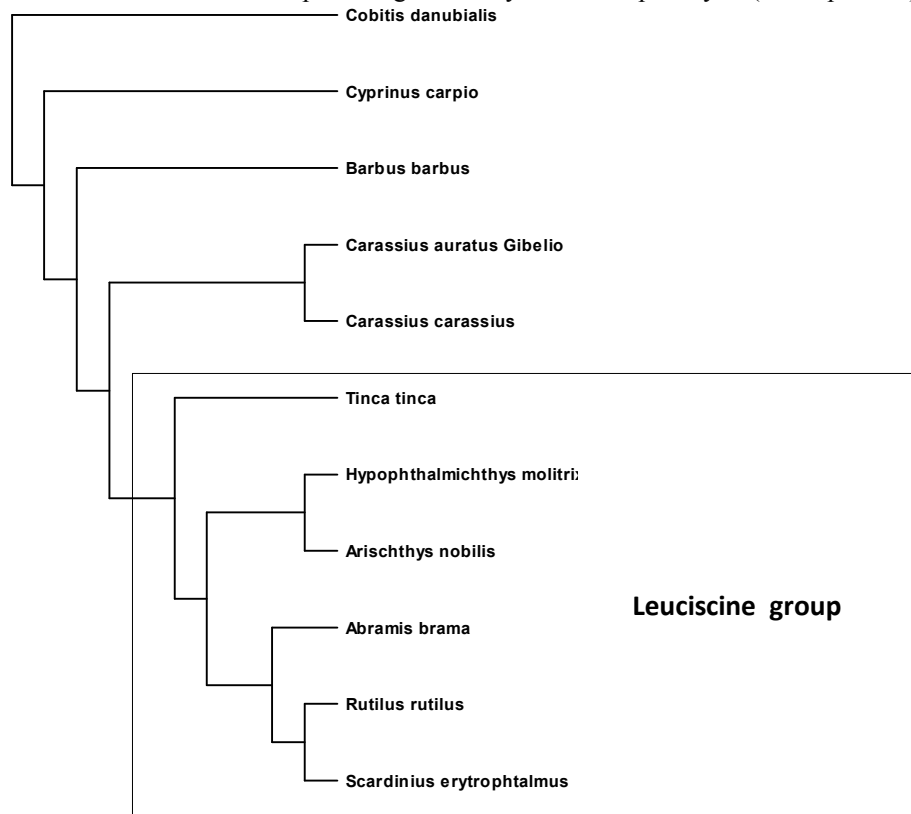 Cobitis danubialis
Cyprinus carpio
Barbus barbus
Carassius auratus Gibelio
Carassius carassius
Tinca tinca
Hypophthalmichthys molitri
Arischthys nobilis
Leuciscine group
Abramis brama
Rutilus rutilus
Scardinius erytrophtalmus